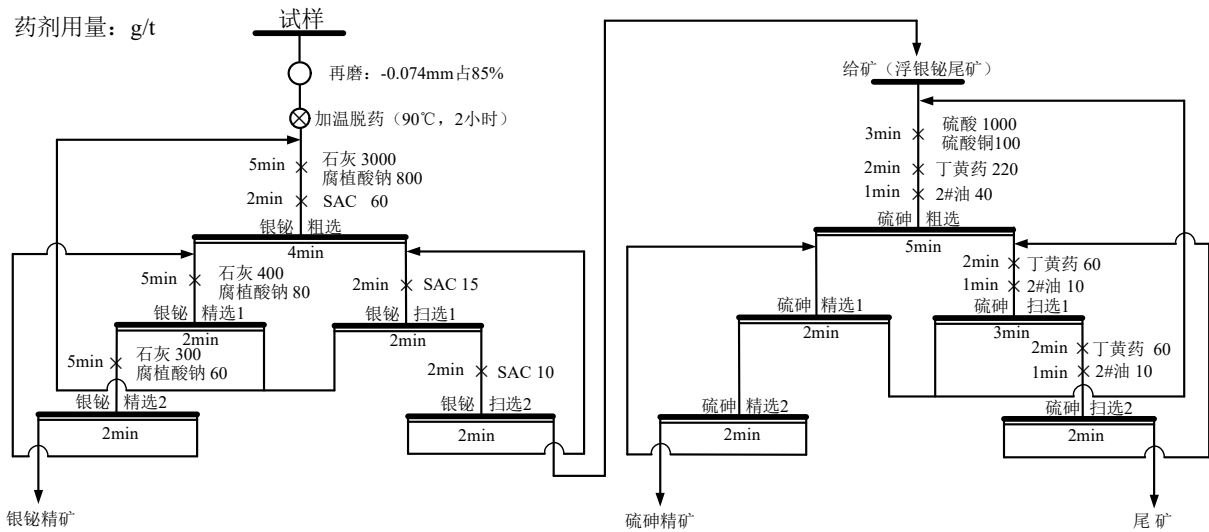 药剂用量：g/t
试样
再磨：-0.074mm占85%
加温脱药（90℃，2小时）
5min
石灰 3000
腐植酸钠 800
2min
SAC 60
银铋 粗选
4min
5min
石灰 400
腐植酸钠 80
2min
SAC 15
银铋 精选1
2min
银铋 扫选1
2min
5min
石灰 300
腐植酸钠 60
2min
SAC 10
银铋 精选2
2min
银铋 扫选2
2min
银铋精矿
给矿（浮银铋尾矿）
3min
硫酸 1000
硫酸铜100
2min
丁黄药 220
1min
2#油 40
硫砷 粗选
5min
2min
丁黄药 60
1min
2#油 10
硫砷 精选1
2min
硫砷 扫选1
3min
2min
丁黄药 60
1min
2#油 10
硫砷 精选2
2min
硫砷 扫选2
2min
硫砷精矿
尾 矿